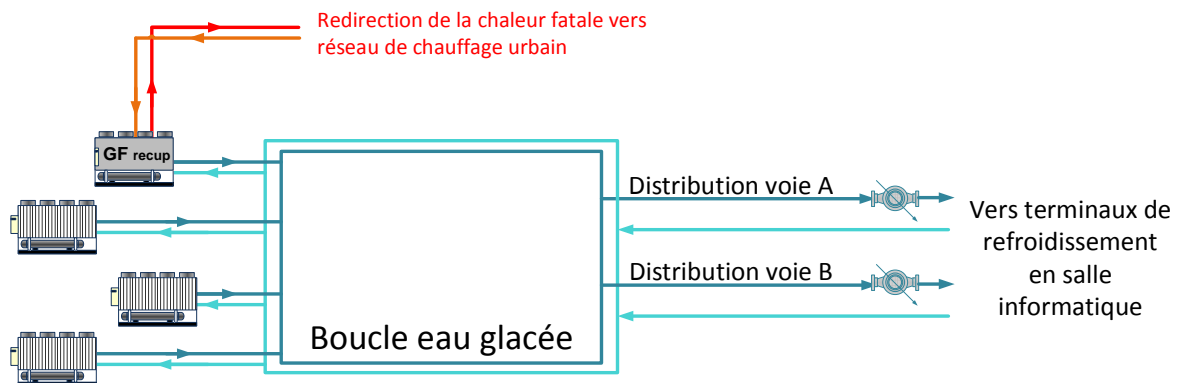 Redirection de la chaleur fatale vers
réseau de chauffage urbain
GF recup
Distribution voie A
Distribution voie B
Vers terminaux de
refroidissement
en salle
informatique
Boucle eau glacée